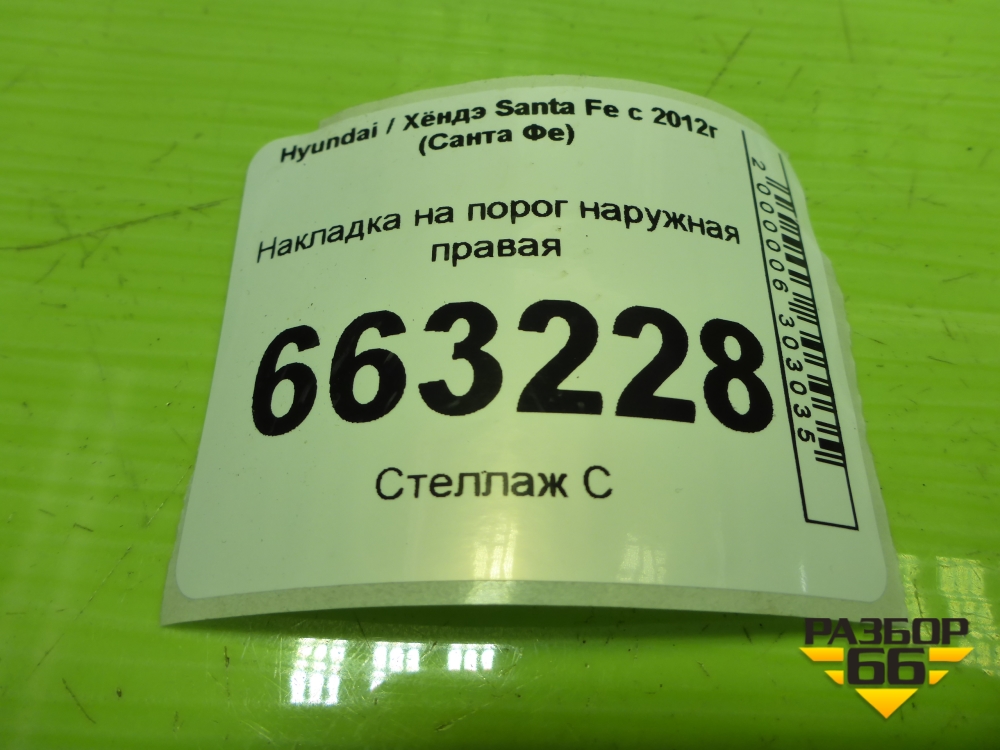 Hyundai / Хёндэ Santa Fe с 2012г
(Санта Фе)
Накладка на порог наружная
правая
663228
Стеллаж С
2000006303035
РАЗБОР
66